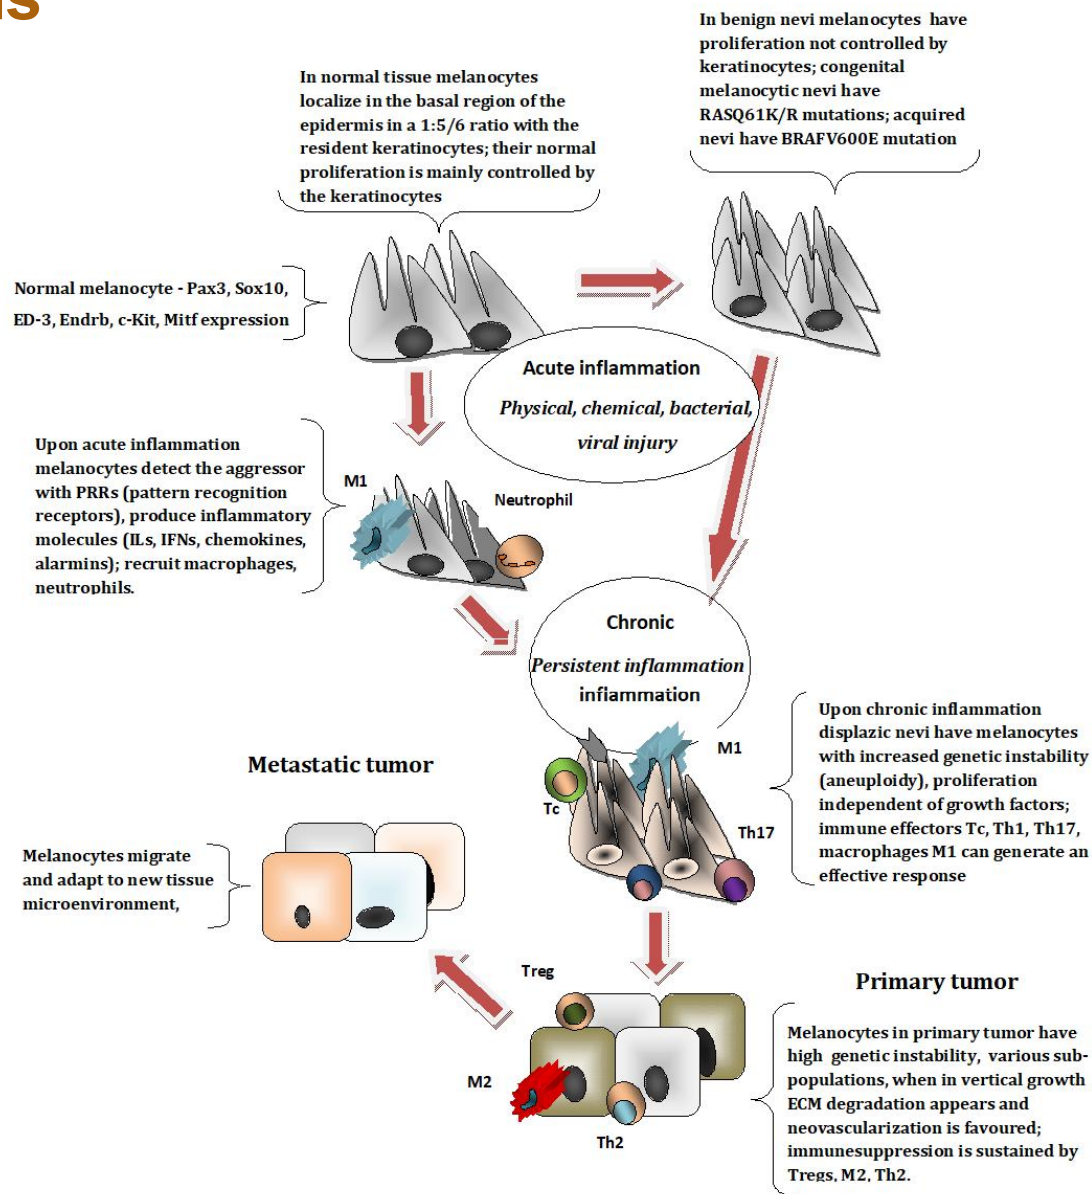 In benign nevi melanocytes have
proliferation not controlled by
keratinocytes; congenital
melanocytic nevi have
RASQ61K/R mutations; acquired
nevi have BRAFV600E mutation
In normal tissue melanocytes
localize in the basal region of the
epidermis in a 1:5/6 ratio with the
resident keratinocytes; their normal
proliferation is mainly controlled by
the keratinocytes
Normal melanocyte - Pax3, Sox10,
ED-3, Endrb, c-Kit, Mitf expression
Acute inflammation
Physical, chemical, bacterial,
viral injury
Upon acute inflammation
melanocytes detect the aggressor
with PRRs (pattern recognition
receptors), produce inflammatory
molecules (ILs, IFNs, chemokines,
alarmins); recruit macrophages,
neutrophils.
M1
Neutrophil
Chronic
Persistent inflammation
inflammation
M1
Tc
Th17
Upon chronic inflammation
displazic nevi have melanocytes
with increased genetic instability
(aneuploidy), proliferation
independent of growth factors;
immune effectors Tc, Th1, Th17,
macrophages M1 can generate an
effective response
Metastatic tumor
Melanocytes migrate
and adapt to new tissue
microenvironment,
Treg
M2
Th2
Primary tumor
Melanocytes in primary tumor have
high genetic instability, various sub-
populations, when in vertical growth
ECM degradation appears and
neovascularization is favoured;
immunesuppression is sustained by
Tregs, M2, Th2.